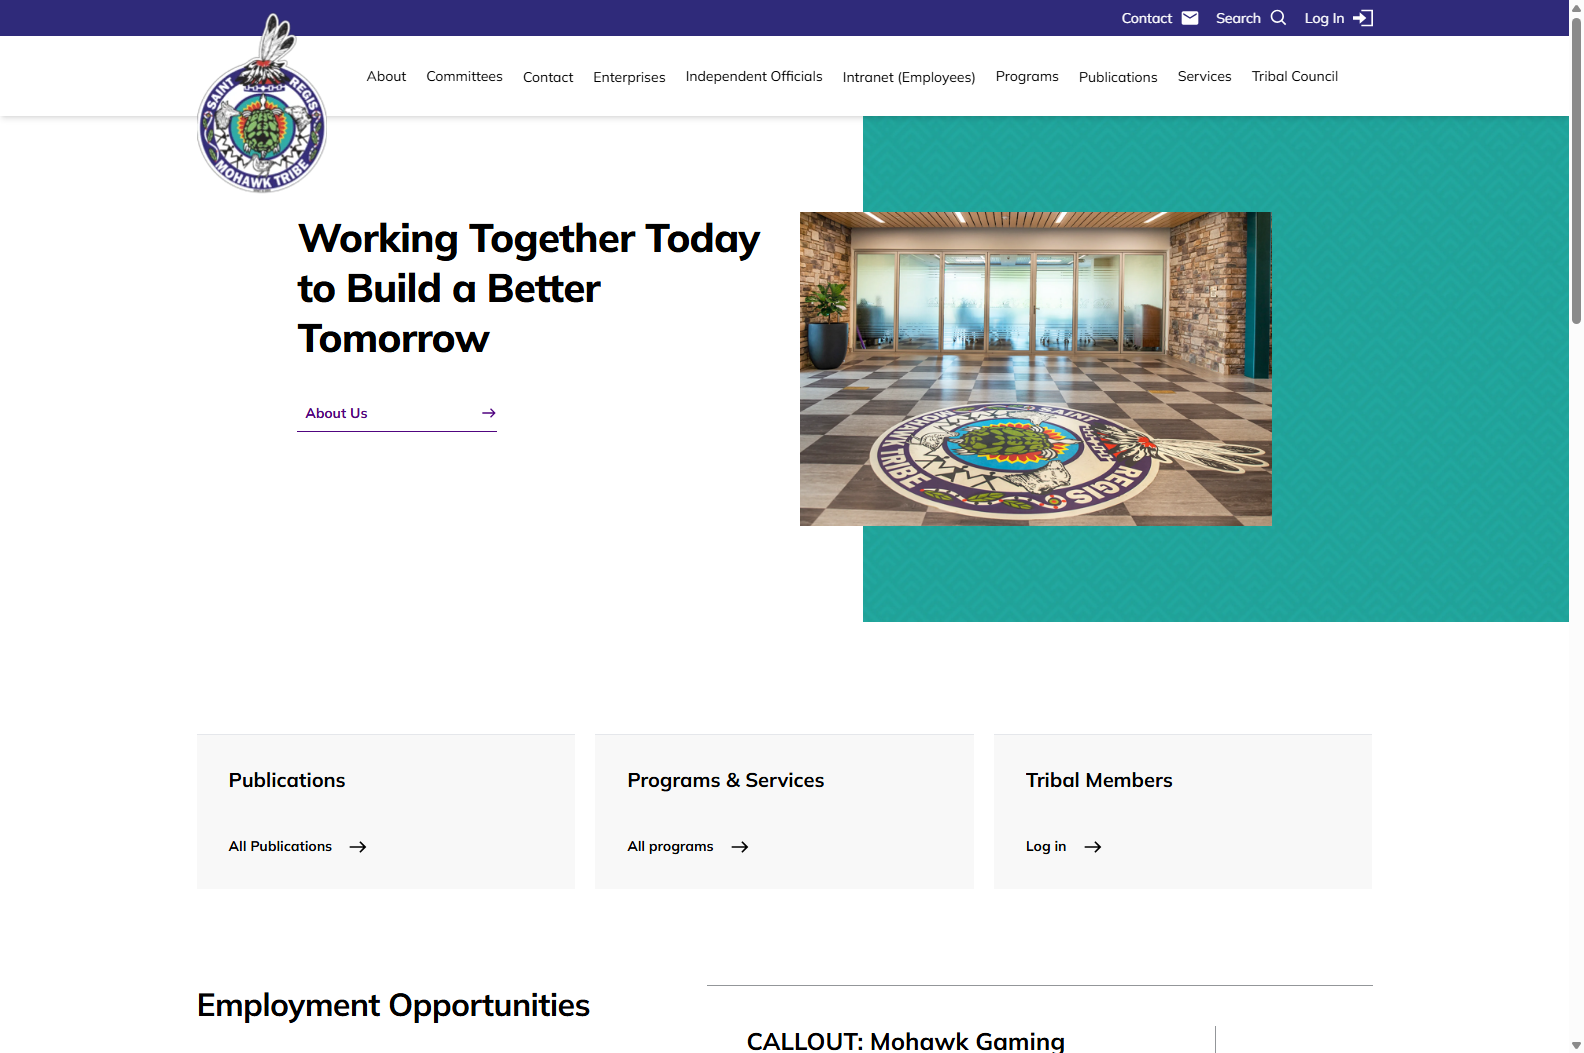 Contact
Search
Log In
SAINT REGIS
MOHAWK TRIBE
About
Committees
Contact
Enterprises
Independent Officials
Intranet (Employees)
Programs
Publications
Services
Tribal Council
Working Together Today
to Build a Better
Tomorrow
About Us
SAINT REGIS
MOHAWK TRIBE
Publications
All Publications
Programs & Services
All programs
Tribal Members
Log in
Employment Opportunities
CALLOUT: Mohawk Gaming